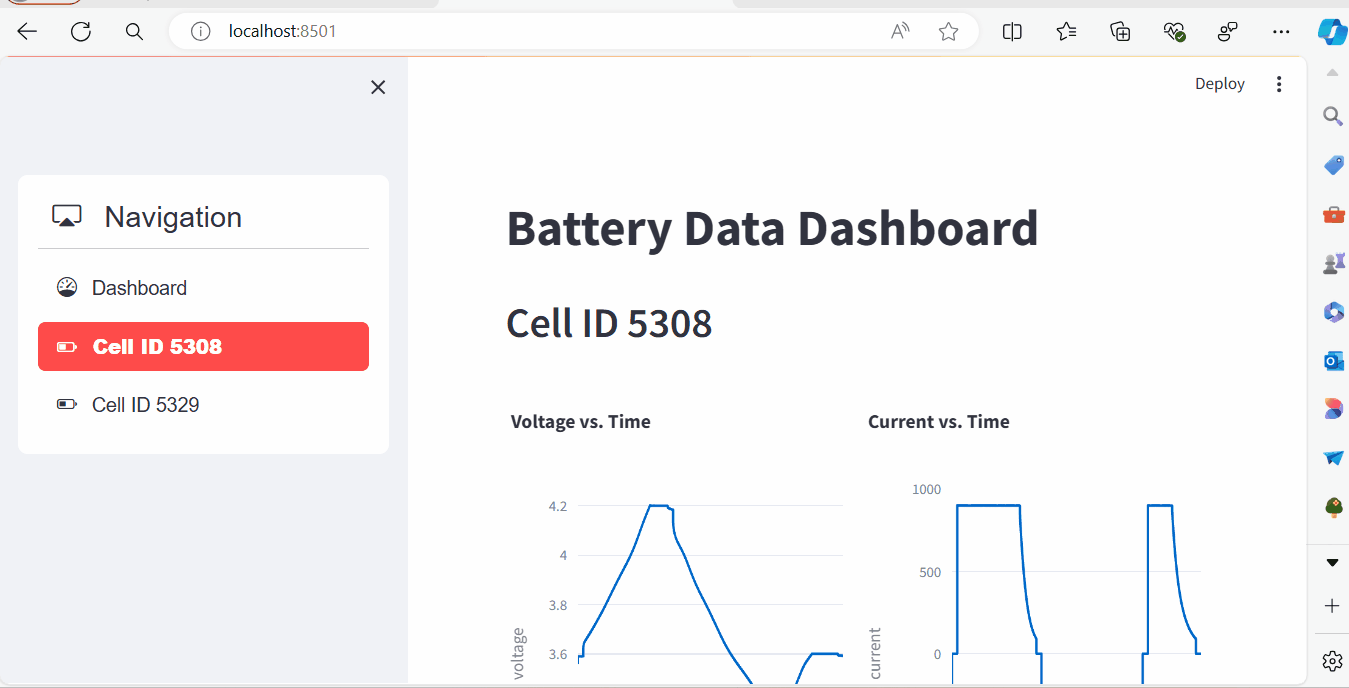 localhost:8501
Deploy
Navigation
Dashboard
Cell ID 5308
Cell ID 5329
Battery Data Dashboard
Cell ID 5308
Voltage vs. Time
4.2
4
3.8
3.6
voltage
Current vs. Time
1000
500
0
current